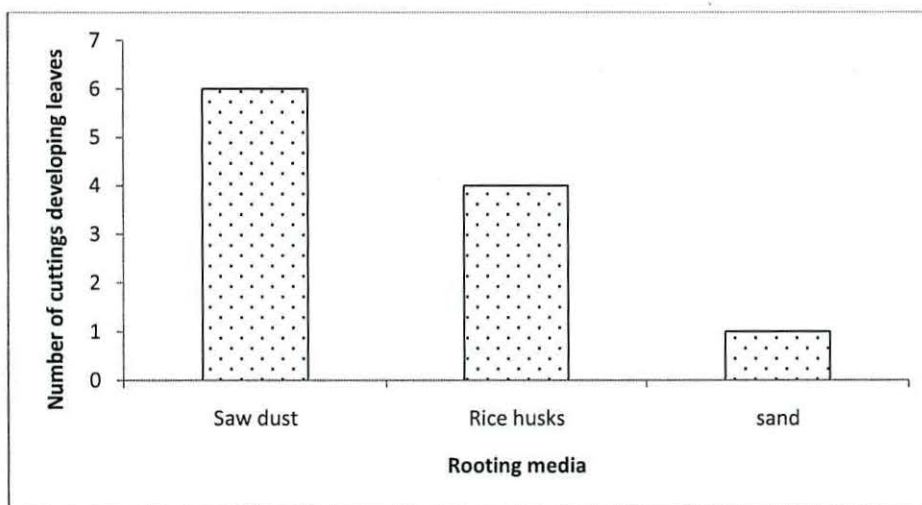 Number of cuttings developing leaves
7
6
5
4
3
2
1
0
Saw dust
Rice husks
sand
Rooting media